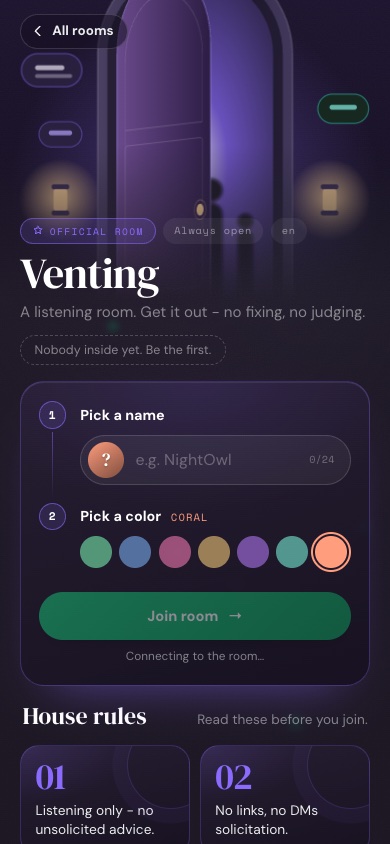 All rooms
OFFICIAL ROOM
Always open
en
Venting
A listening room. Get it out - no fixing, no judging.
Nobody inside yet. Be the first.
1
Pick a name
?
e.g. NightOwl
0/24
2
Pick a color
CORAL
Join room →
Connecting to the room…
House rules
Read these before you join.
01
Listening only - no
unsolicited advice.
02
No links, no DMs
solicitation.